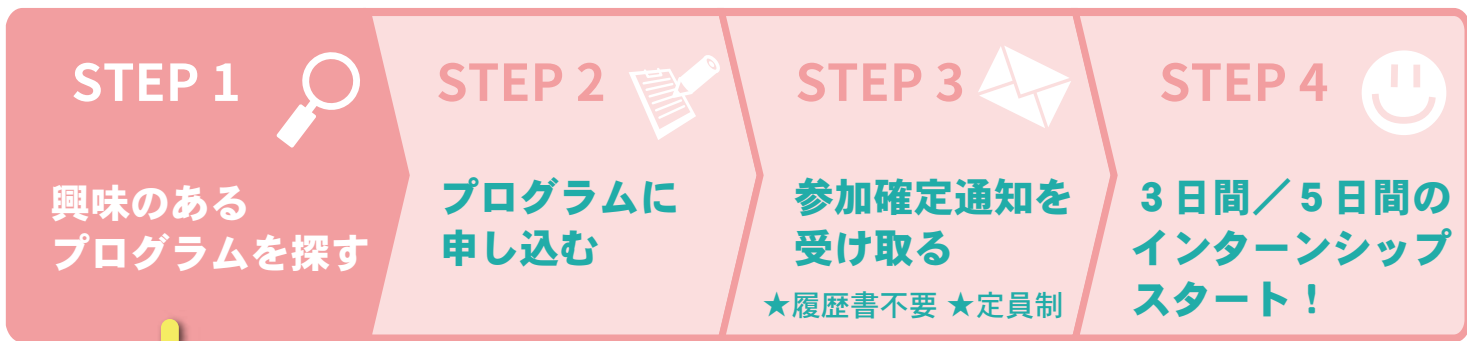 STEP 1
興味のある
プログラムを探す
STEP 2
プログラムに
申し込む
STEP 3
参加確定通知を
受け取る
★履歴書不要 ★定員制
STEP 4
3日間／5日間の
インターンシップ
スタート！